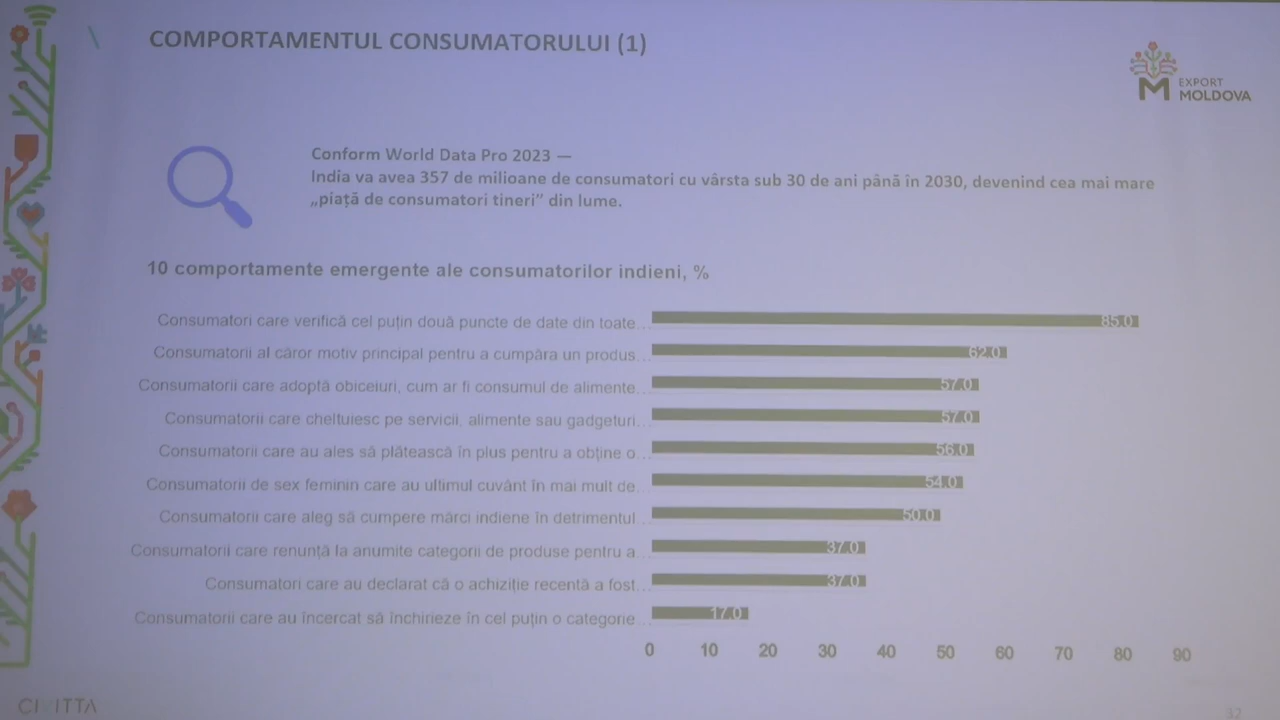 COMPORTAMENTUL CONSUMATORULUI (1)
EXPORT
MOLDOVA
Conform World Data Pro 2023 —
India va avea 357 de milioane de consumatori cu vârsta sub 30 de ani până în 2030, devenind cea mai mare
„piață de consumatori tineri” din lume.
10 comportamente emergente ale consumatorilor indieni, %
Consumatori care verifică cel puțin două puncte de date din toate... 85.0
Consumatorii al căror motiv principal pentru a cumpăra un produs... 62.0
Consumatorii care adoptă obiceiuri, cum ar fi consumul de alimente... 57.0
Consumatorii care cheltuiesc pe servicii, alimente sau gadgeturi... 57.0
Consumatorii care au ales să plătească în plus pentru a obține o... 56.0
Consumatorii de sex feminin care au ultimul cuvânt în mai mult de... 54.0
Consumatorii care aleg să cumpere mărci indiene în detrimentul... 50.0
Consumatorii care renunță la anumite categorii de produse pentru a... 37.0
Consumatori care au declarat că o achiziție recentă a fost... 37.0
Consumatorii care au încercat să închirieze în cel puțin o categorie... 17.0
0 10 20 30 40 50 60 70 80 90
CIVITTA
37